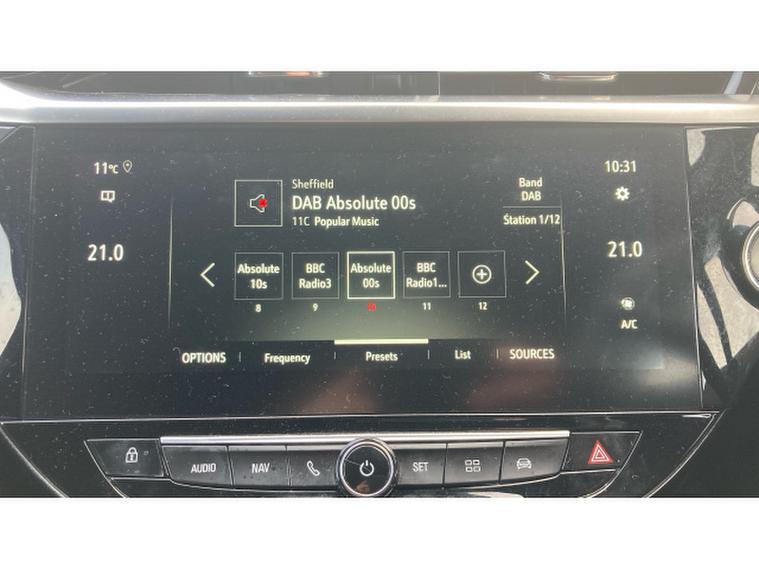 11°C
10:31
Sheffield
DAB Absolute 00s
11C Popular Music
Band
DAB
Station 1/12
21.0
21.0
Absolute
10s
8
BBC
Radio3
9
Absolute
00s
10
BBC
Radio1...
11
12
A/C
OPTIONS
Frequency
Presets
List
SOURCES
AUDIO
NAV
SET